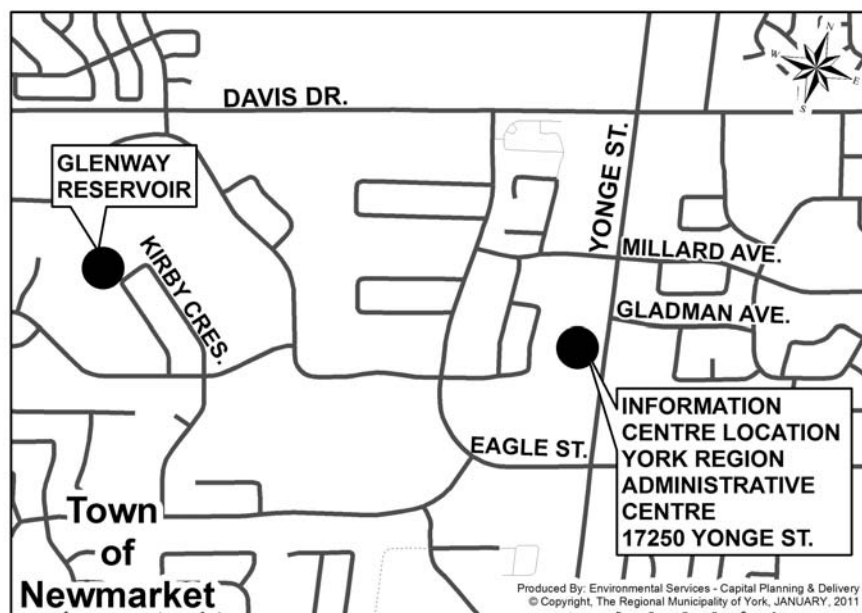 DAVIS DR.
N
W
E
S
GLENWAY
RESERVOIR
KIRBY CRES.
YONGE ST.
MILLARD AVE.
GLADMAN AVE.
EAGLE ST.
INFORMATION
CENTRE LOCATION
YORK REGION
ADMINISTRATIVE
CENTRE
17250 YONGE ST.
Town
of
Newmarket
Produced By: Environmental Services - Capital Planning & Delivery
© Copyright, The Regional Municipality of York, JANUARY, 2011